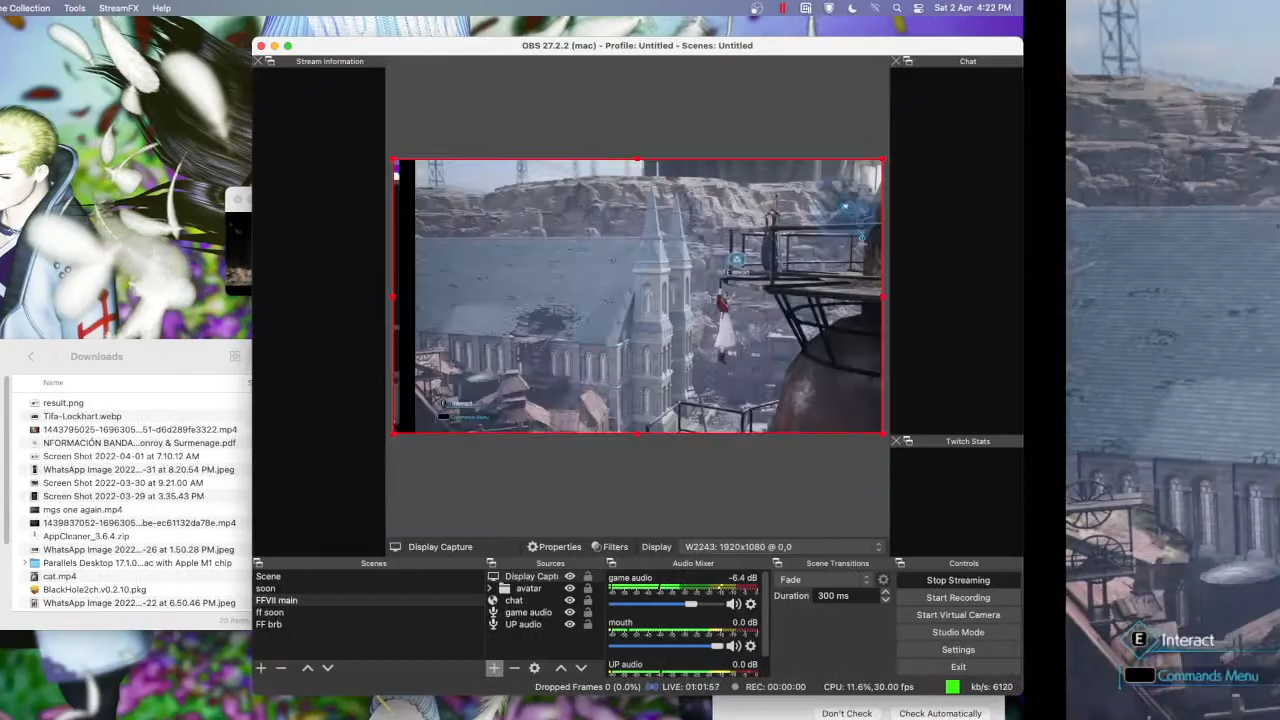 ne Collection Tools StreamFX Help
Sat 2 Apr 4:22 PM
OBS 27.2.2 (mac) - Profile: Untitled - Scenes: Untitled
Stream Information
Chat
Interact
Commands Menu
Twitch Stats
Downloads
Name
result.png
Tifa-Lockhart.webp
1443795025-1696305...51-d6d289fe3322.mp4
NFORMACIÓN BANDA...onroy & Surmenage.pdf
Screen Shot 2022-04-01 at 7.10.12 AM
WhatsApp Image 2022...-31 at 8.20.54 PM.jpeg
Screen Shot 2022-03-30 at 9.21.00 AM
Screen Shot 2022-03-29 at 3.35.43 PM
mgs one again.mp4
1439837052-1696305...be-ec61132da78e.mp4
AppCleaner_3.6.4.zip
WhatsApp Image 2022...-26 at 1.50.28 PM.jpeg
Parallels Desktop 17.1.0...ac with Apple M1 chip
cat.mp4
BlackHole2ch.v0.2.10.pkg
WhatsApp Image 2022...-22 at 6.50.46 PM.jpeg
Display Capture Properties Filters Display W2243: 1920x1080 @ 0,0
Scenes
Scene
soon
FFVII main
ff soon
FF brb
Sources
Display Captu
avatar
chat
game audio
UP audio
Audio Mixer
game audio -6.4 dB
mouth 0.0 dB
UP audio 0.0 dB
Scene Transitions
Fade
Duration 300 ms
Controls
Stop Streaming
Start Recording
Start Virtual Camera
Studio Mode
Settings
Exit
Dropped Frames 0 (0.0%) LIVE: 01:01:57 REC: 00:00:00 CPU: 11.6%,30.00 fps kb/s: 6120
Don't Check Check Automatically
E Interact
Commands Menu